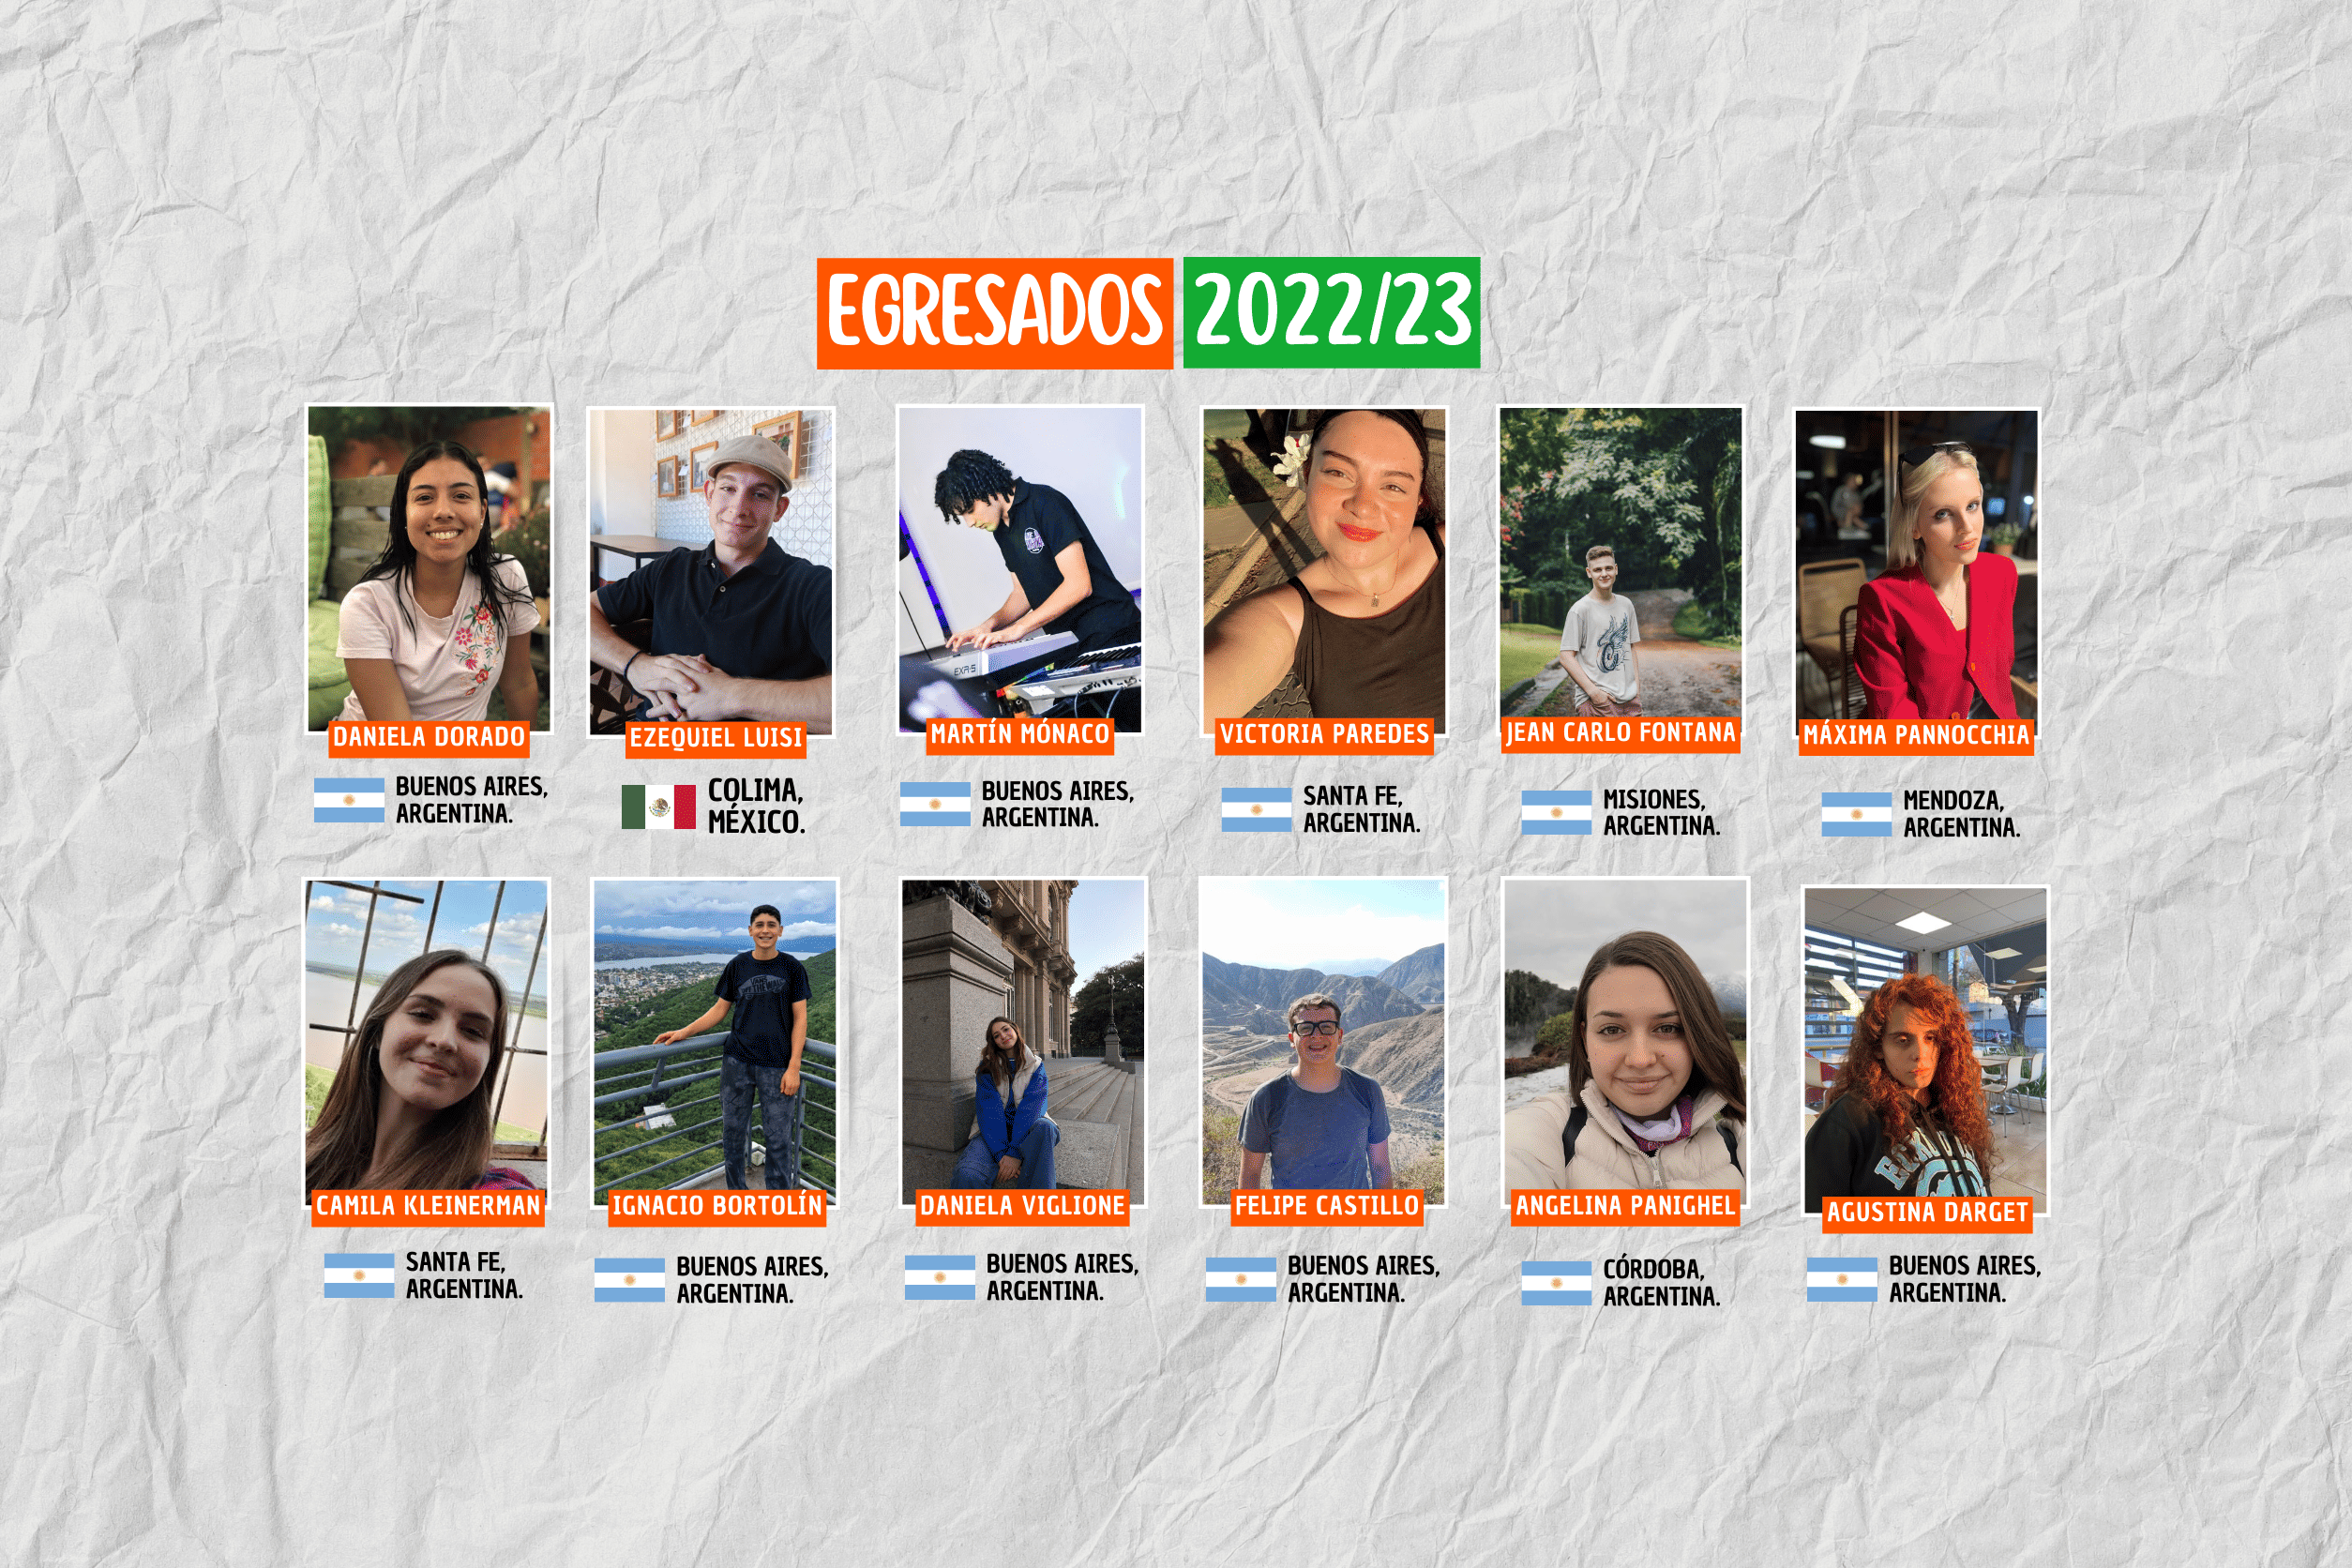 EGRESADOS 2022/23
DANIELA DORADO
BUENOS AIRES,
ARGENTINA.
EZEQUIEL LUISI
COLIMA,
MÉXICO.
EXR-5
MARTÍN MÓNACO
BUENOS AIRES,
ARGENTINA.
VICTORIA PAREDES
SANTA FE,
ARGENTINA.
JEAN CARLO FONTANA
MISIONES,
ARGENTINA.
MÁXIMA PANNOCCHIA
MENDOZA,
ARGENTINA.
CAMILA KLEINERMAN
SANTA FE,
ARGENTINA.
IGNACIO BORTOLÍN
BUENOS AIRES,
ARGENTINA.
DANIELA VIGLIONE
BUENOS AIRES,
ARGENTINA.
FELIPE CASTILLO
BUENOS AIRES,
ARGENTINA.
ANGELINA PANIGHEL
CÓRDOBA,
ARGENTINA.
AGUSTINA DARGET
BUENOS AIRES,
ARGENTINA.